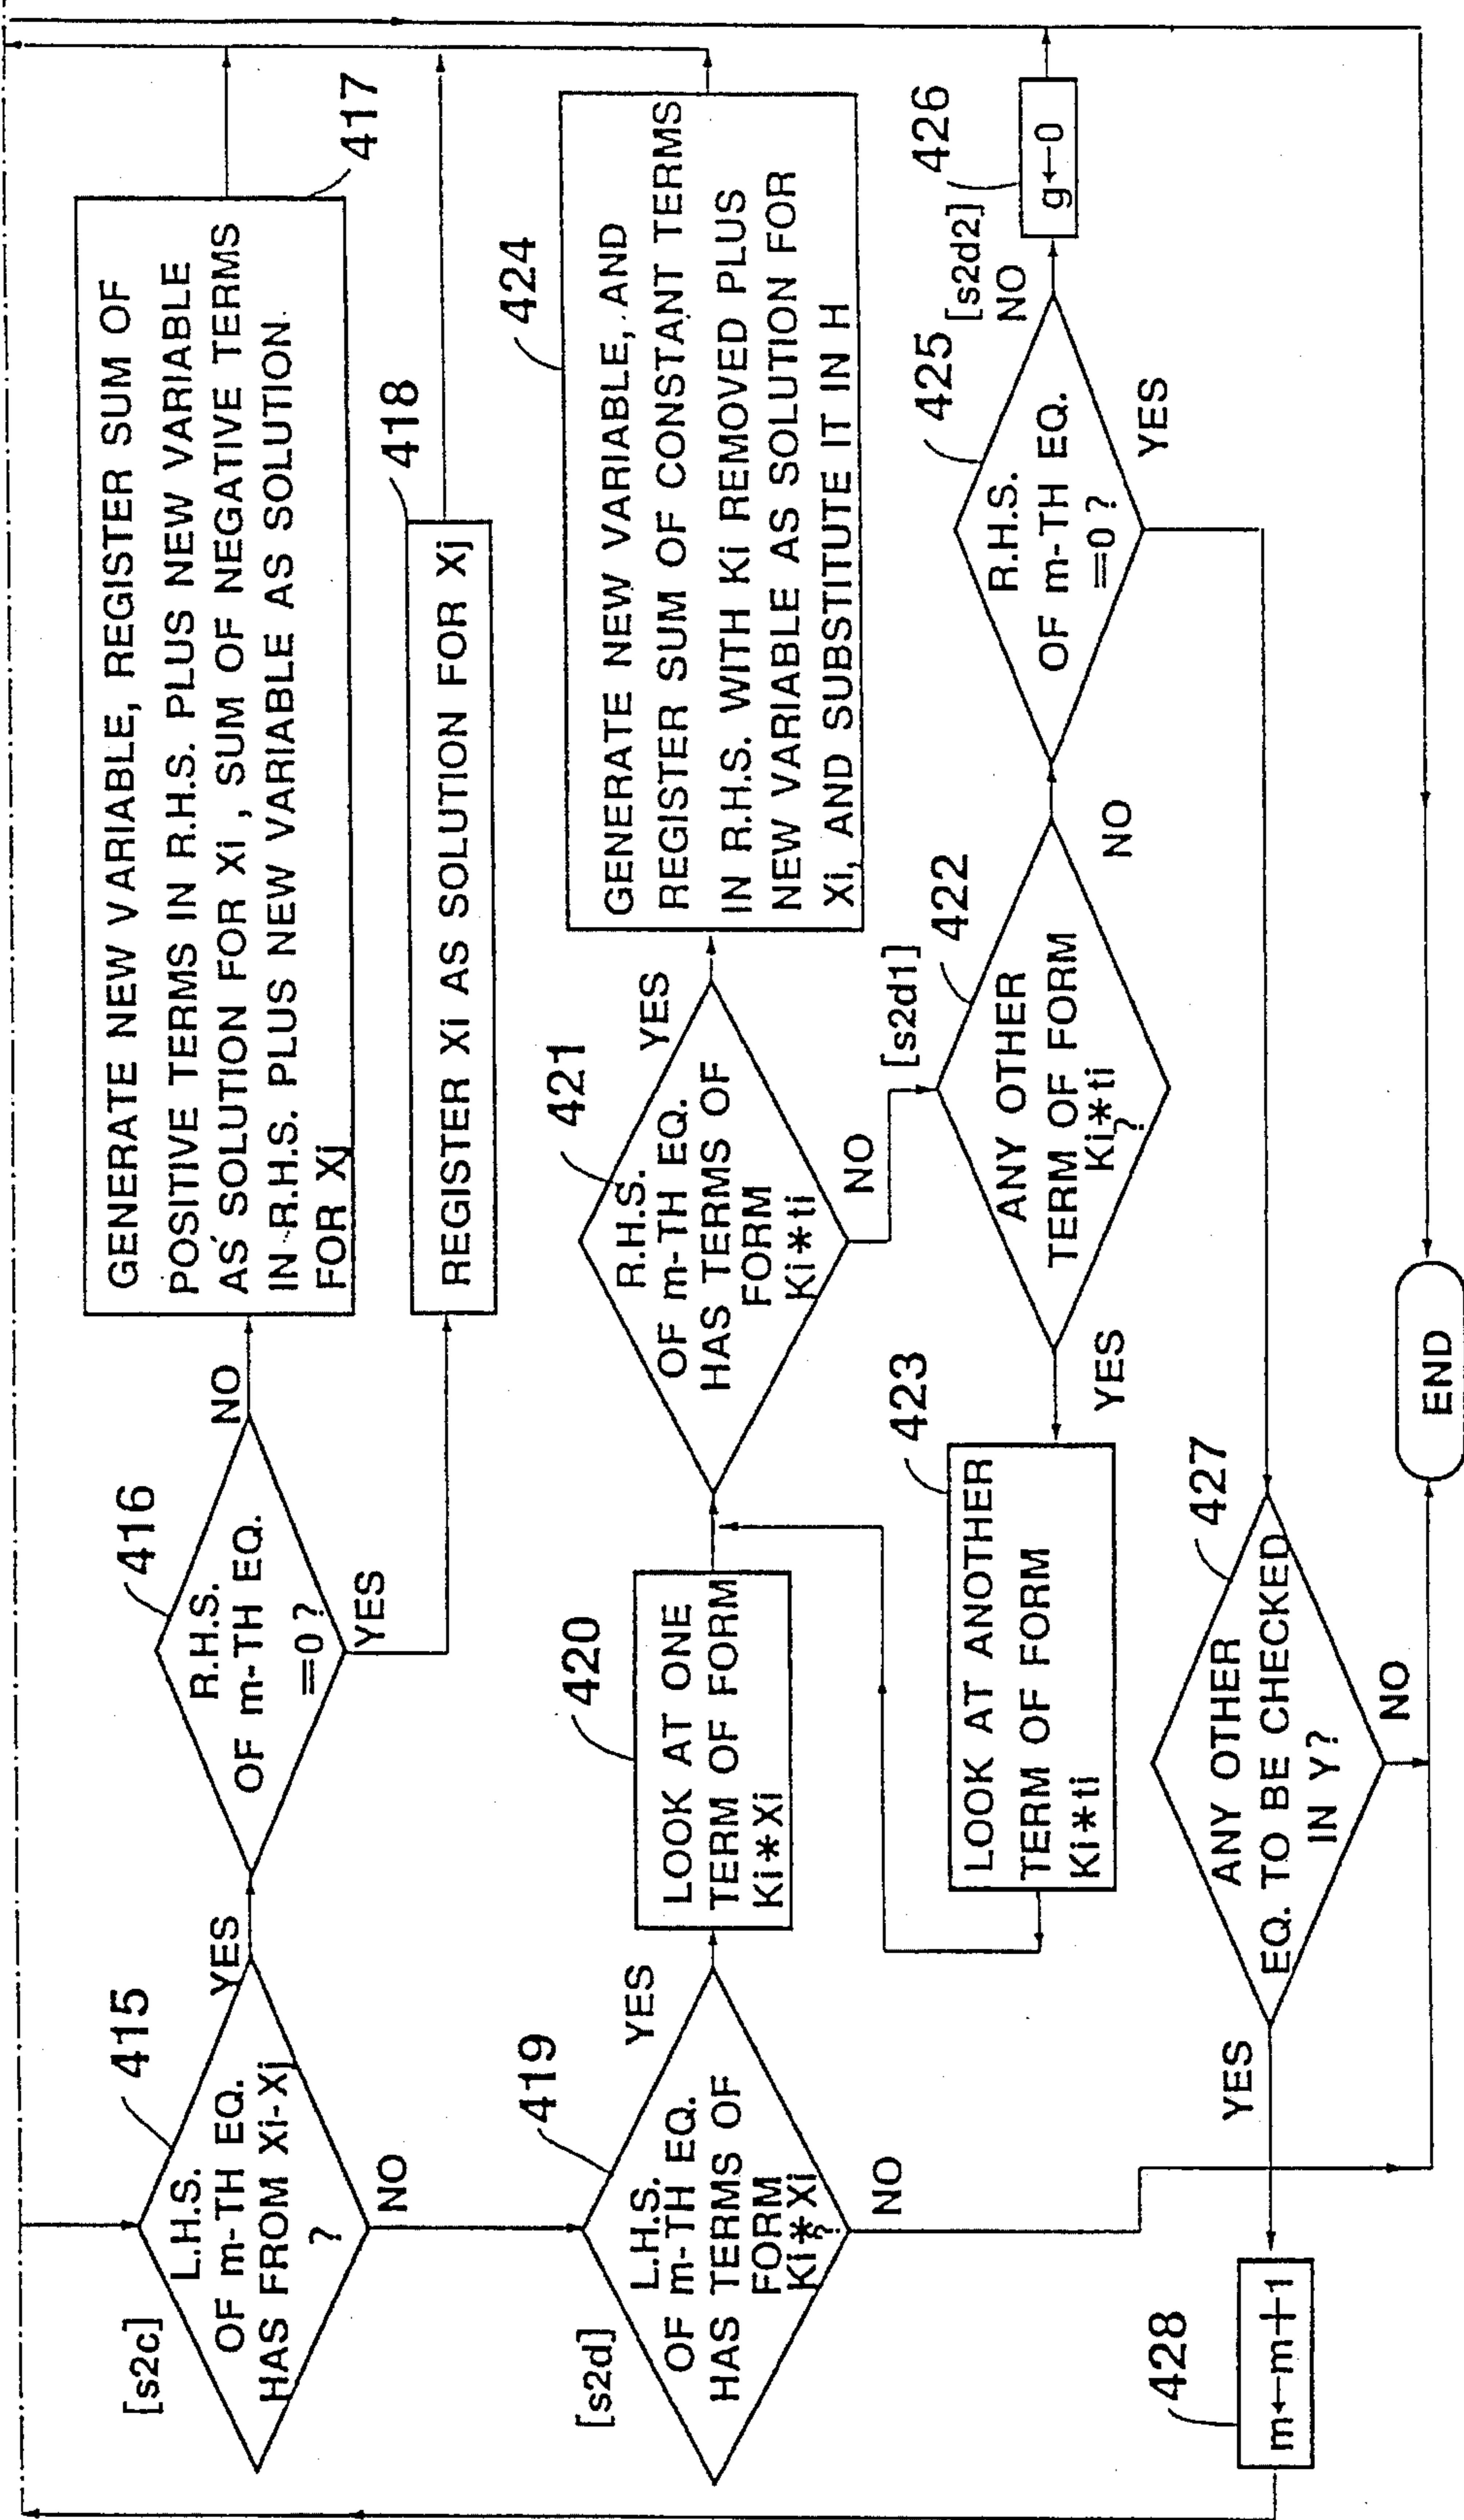 [s2c]
415
L.H.S.
OF m-TH EQ.
HAS FROM Xi-Xj
?
YES
NO
416
R.H.S.
OF m-TH EQ.
=0 ?
NO
YES
417
GENERATE NEW VARIABLE, REGISTER SUM OF
POSITIVE TERMS IN R.H.S. PLUS NEW VARIABLE
AS SOLUTION FOR Xi , SUM OF NEGATIVE TERMS
IN R.H.S. PLUS NEW VARIABLE AS SOLUTION
FOR Xj
418
REGISTER Xi AS SOLUTION FOR Xj
[s2d]
419
L.H.S.
OF m-TH EQ.
HAS TERMS OF
FORM
Ki*Xi
?
YES
NO
420
LOOK AT ONE
TERM OF FORM
Ki*Xi
421
R.H.S.
OF m-TH EQ.
HAS TERMS OF
FORM
Ki*ti
YES
NO
424
GENERATE NEW VARIABLE, AND
REGISTER SUM OF CONSTANT TERMS
IN R.H.S. WITH Ki REMOVED PLUS
NEW VARIABLE AS SOLUTION FOR
Xi, AND SUBSTITUTE IT IN H
[s2d1]
422
ANY OTHER
TERM OF FORM
Ki*ti
?
YES
NO
423
LOOK AT ANOTHER
TERM OF FORM
Ki*ti
425
R.H.S.
OF m-TH EQ.
=0 ?
[s2d2]
NO
YES
426
g←0
427
ANY OTHER
EQ. TO BE CHECKED
IN Y?
YES
NO
428
m←m+1
END